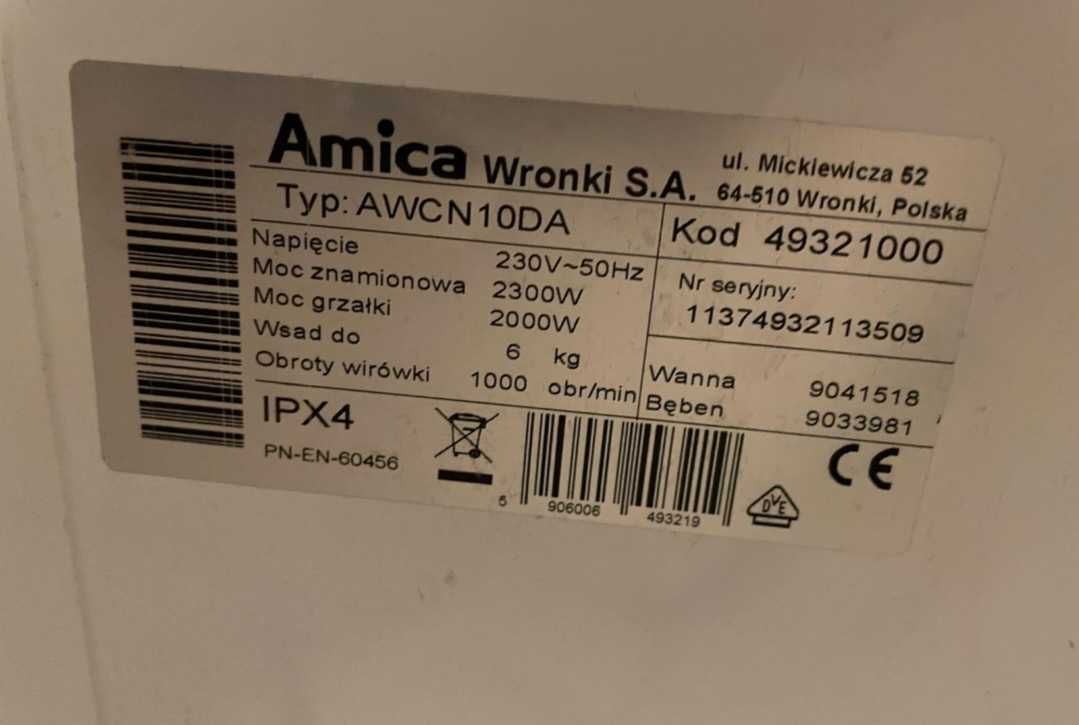 Amica Wronki S.A.
ul. Mickiewicza 52
64-510 Wronki, Polska
Typ: AWCN10DA
Kod 49321000
Napięcie 230V~50Hz
Moc znamionowa 2300W
Moc grzałki 2000W
Wsad do 6 kg
Obroty wirówki 1000 obr/min
Nr seryjny:
11374932113509
Wanna 9041518
Bęben 9033981
IPX4
PN-EN-60456
5 906006 493219
DVE
CE